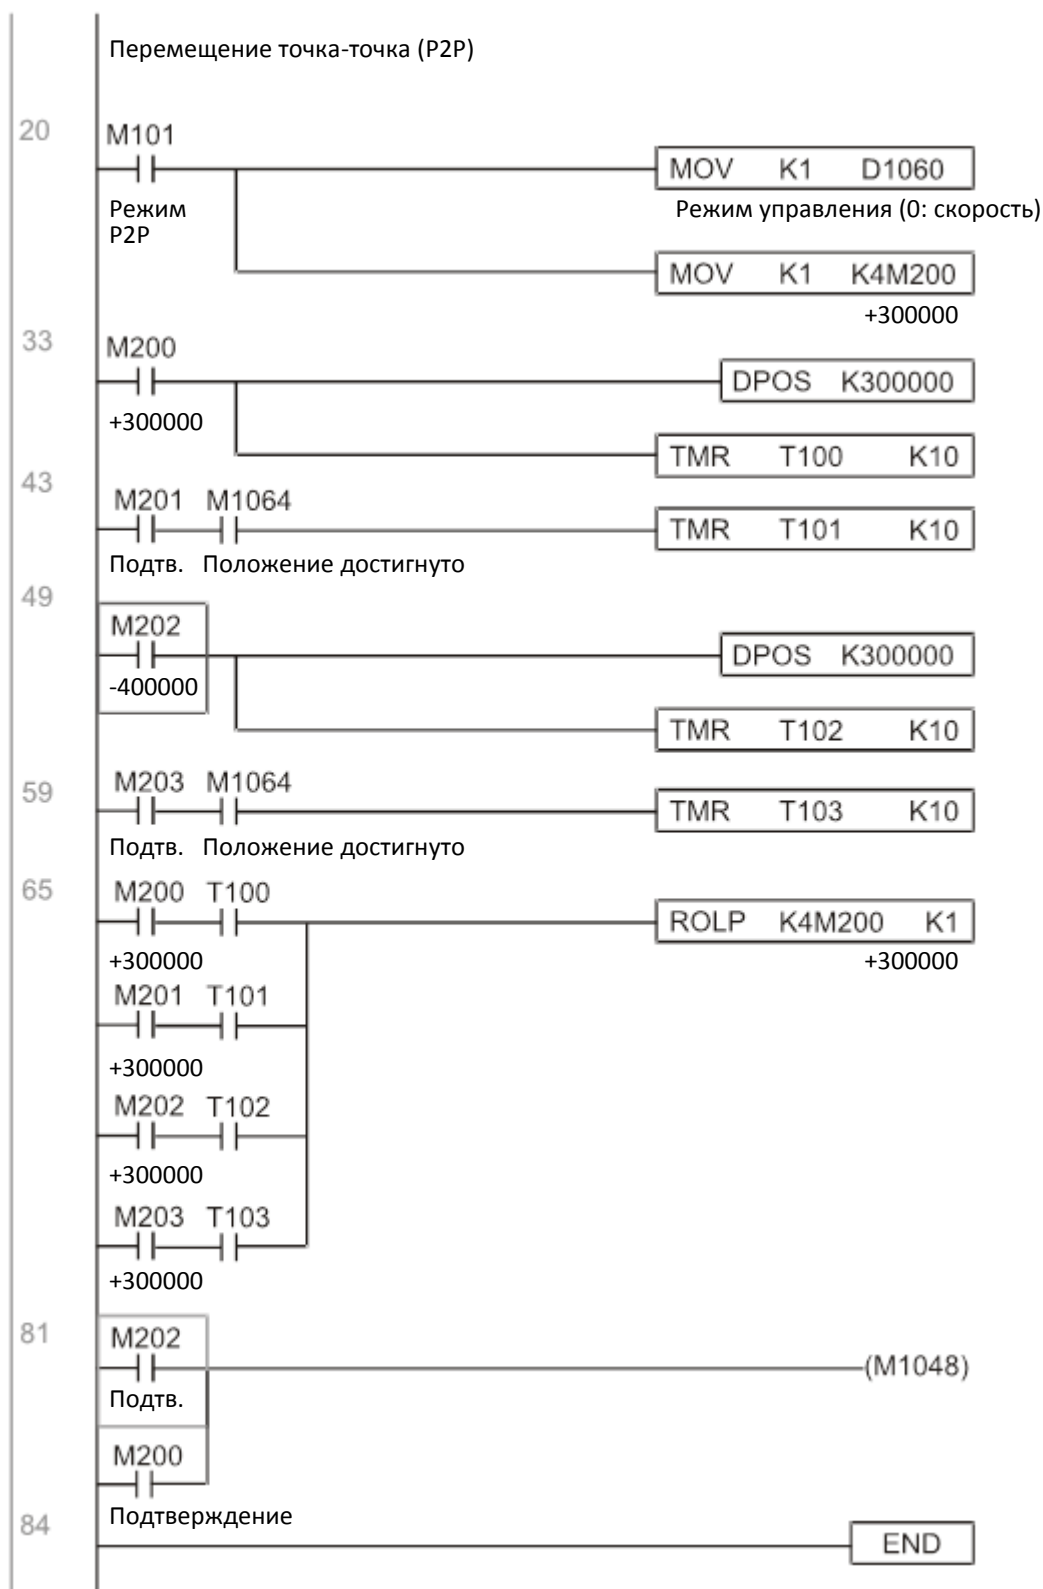 Перемещение точка-точка (P2P)
20
M101
MOV K1 D1060
Режим P2P
Режим управления (0: скорость)
MOV K1 K4M200
+300000
33
M200
DPOS K300000
+300000
TMR T100 K10
43
M201 M1064
TMR T101 K10
Подтв. Положение достигнуто
49
M202
DPOS K300000
-400000
TMR T102 K10
59
M203 M1064
TMR T103 K10
Подтв. Положение достигнуто
65
M200 T100
ROLP K4M200 K1
+300000
+300000
M201 T101
+300000
M202 T102
+300000
M203 T103
+300000
81
M202
(M1048)
Подтв.
M200
Подтверждение
84
END